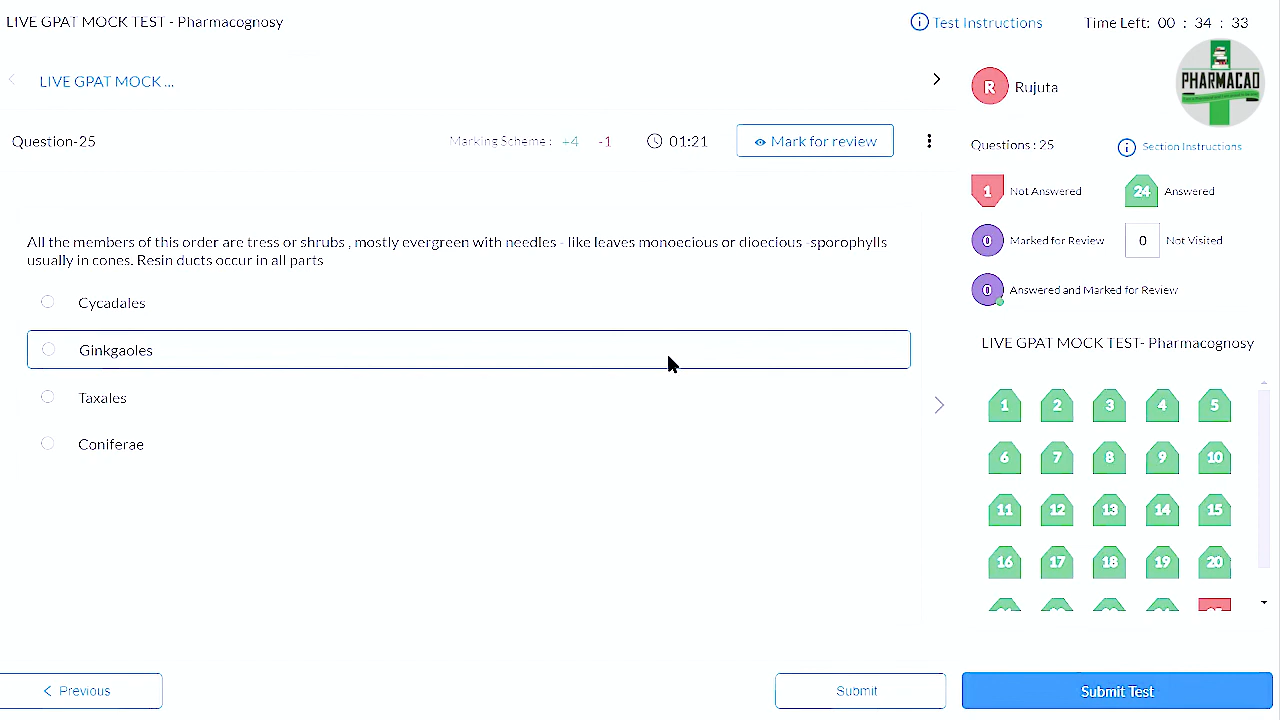 LIVE GPAT MOCK TEST - Pharmacognosy
Test Instructions
Time Left: 00 : 34 : 33
LIVE GPAT MOCK ...
R
Rujuta
PHARMACAD
Question-25
Marking Scheme : +4 -1
01:21
Mark for review
Questions : 25
Section Instructions
1 Not Answered
24 Answered
0 Marked for Review
0 Not Visited
0 Answered and Marked for Review
All the members of this order are tress or shrubs , mostly evergreen with needles - like leaves monoecious or dioecious -sporophylls
usually in cones. Resin ducts occur in all parts
Cycadales
Ginkgaoles
Taxales
Coniferae
LIVE GPAT MOCK TEST- Pharmacognosy
1 2 3 4 5
6 7 8 9 10
11 12 13 14 15
16 17 18 19 20
Previous
Submit
Submit Test